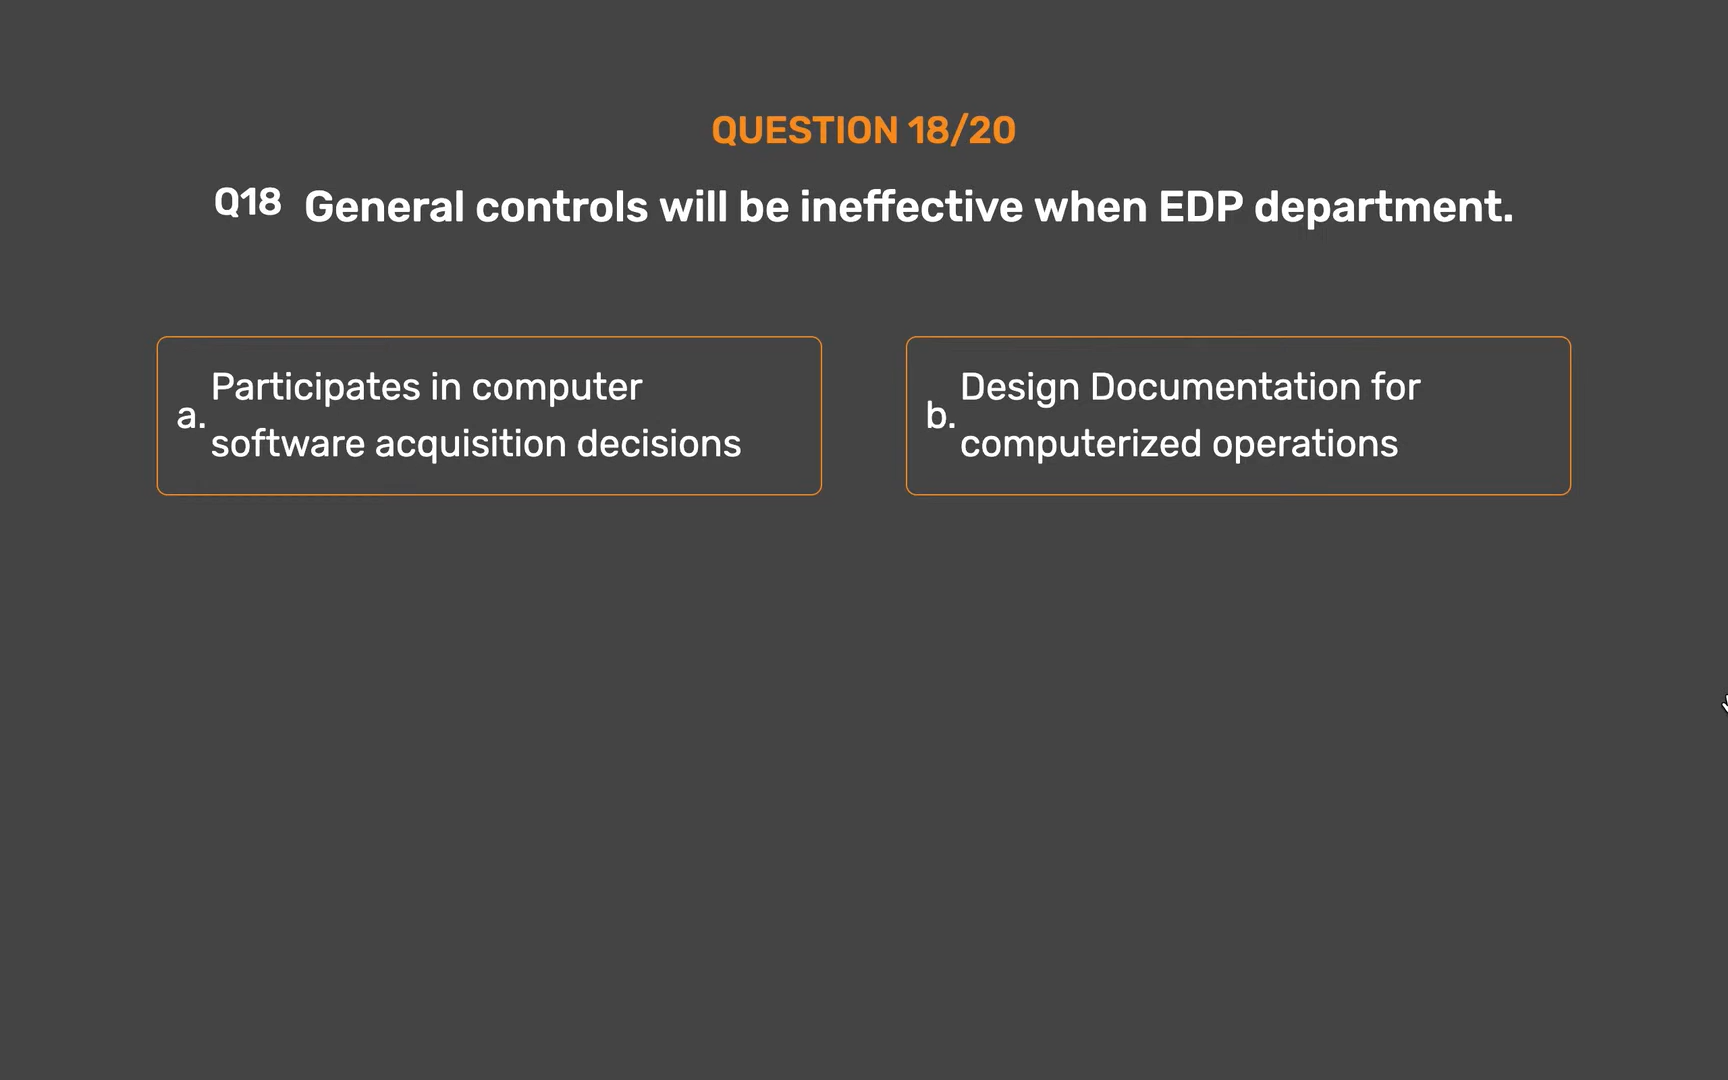 QUESTION 18/20
Q18 General controls will be ineffective when EDP department.
a. Participates in computer
software acquisition decisions
b. Design Documentation for
computerized operations